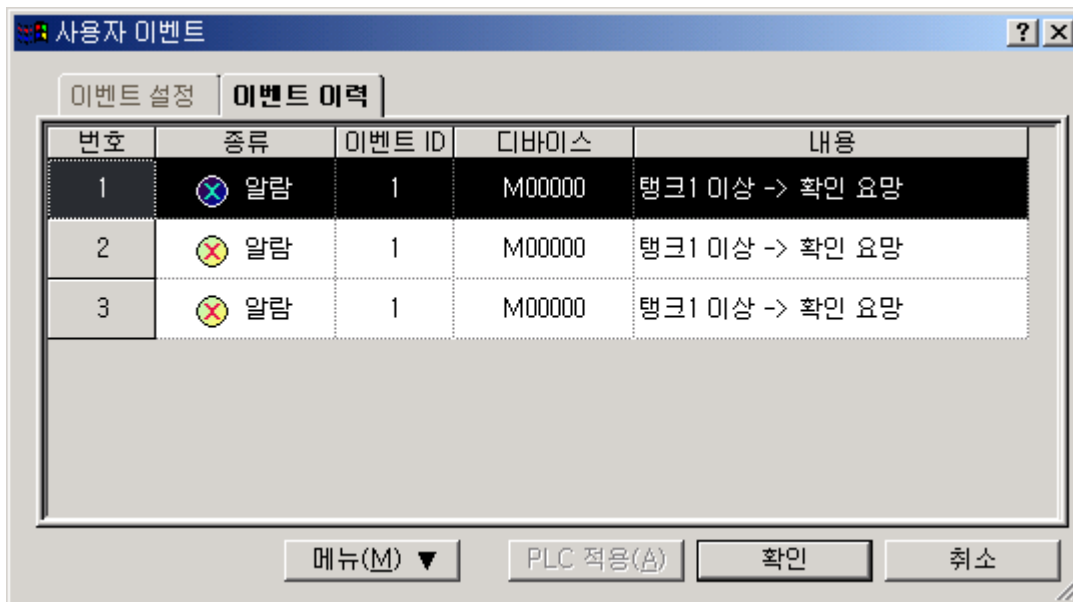 사용자 이벤트
이벤트 설정 이벤트 이력
번호 종류 이벤트 ID 디바이스 내용
1 알람 1 M00000 탱크1 이상 -> 확인 요망
2 알람 1 M00000 탱크1 이상 -> 확인 요망
3 알람 1 M00000 탱크1 이상 -> 확인 요망
메뉴(M) ▼ PLC 적용(A) 확인 취소